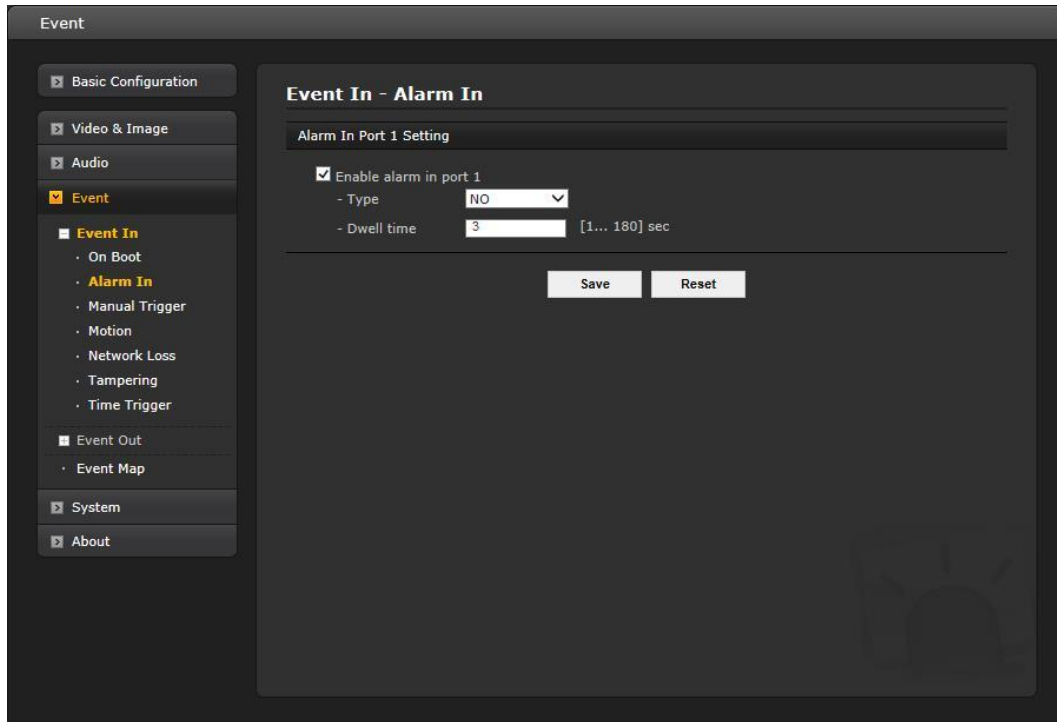 Event
Basic Configuration
Video & Image
Audio
Event
Event In
On Boot
Alarm In
Manual Trigger
Motion
Network Loss
Tampering
Time Trigger
Event Out
Event Map
System
About
Event In - Alarm In
Alarm In Port 1 Setting
Enable alarm in port 1
- Type NO
- Dwell time 3 [1... 180] sec
Save Reset